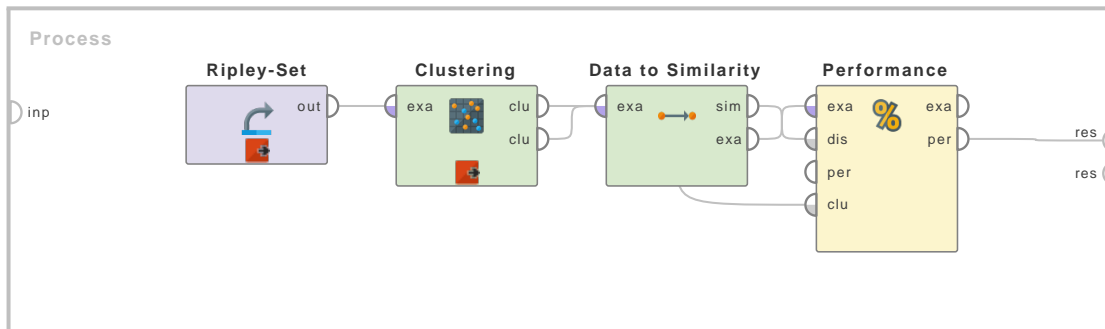 Process
Ripley-Set
Clustering
Data to Similarity
Performance
inp
out
exa
clu
clu
exa
sim
exa
exa
dis
per
clu
exa
per
res
res
%